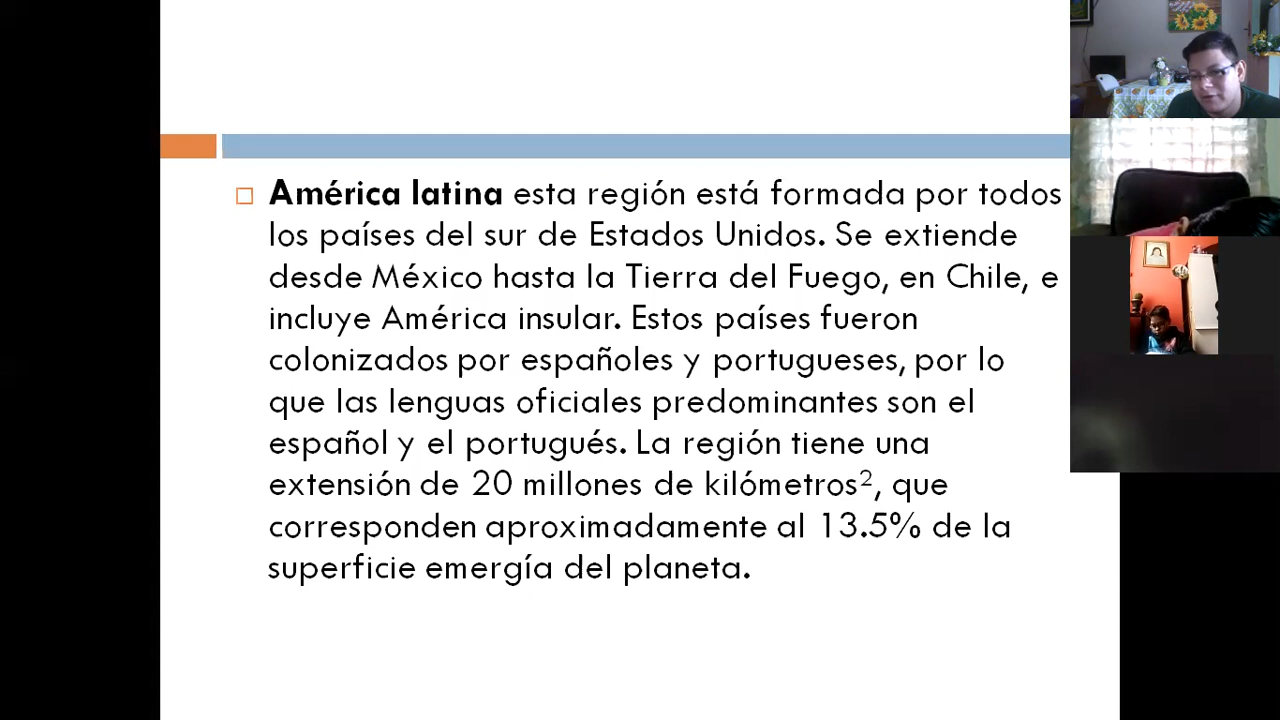 América latina esta región está formada por todos
los países del sur de Estados Unidos. Se extiende
desde México hasta la Tierra del Fuego, en Chile, e
incluye América insular. Estos países fueron
colonizados por españoles y portugueses, por lo
que las lenguas oficiales predominantes son el
español y el portugués. La región tiene una
extensión de 20 millones de kilómetros², que
corresponden aproximadamente al 13.5% de la
superficie emergía del planeta.